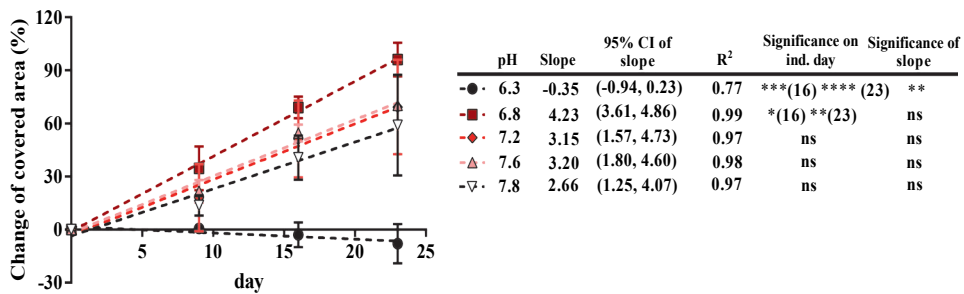 Change of covered area (%)
120
90
60
30
0
-30
5 10 15 20 25
day
pH Slope 95% CI of slope R² Significance on ind. day Significance of slope
6.3 -0.35 (-0.94, 0.23) 0.77 ***(16) **** (23) **
6.8 4.23 (3.61, 4.86) 0.99 *(16) **(23) ns
7.2 3.15 (1.57, 4.73) 0.97 ns ns
7.6 3.20 (1.80, 4.60) 0.98 ns ns
7.8 2.66 (1.25, 4.07) 0.97 ns ns